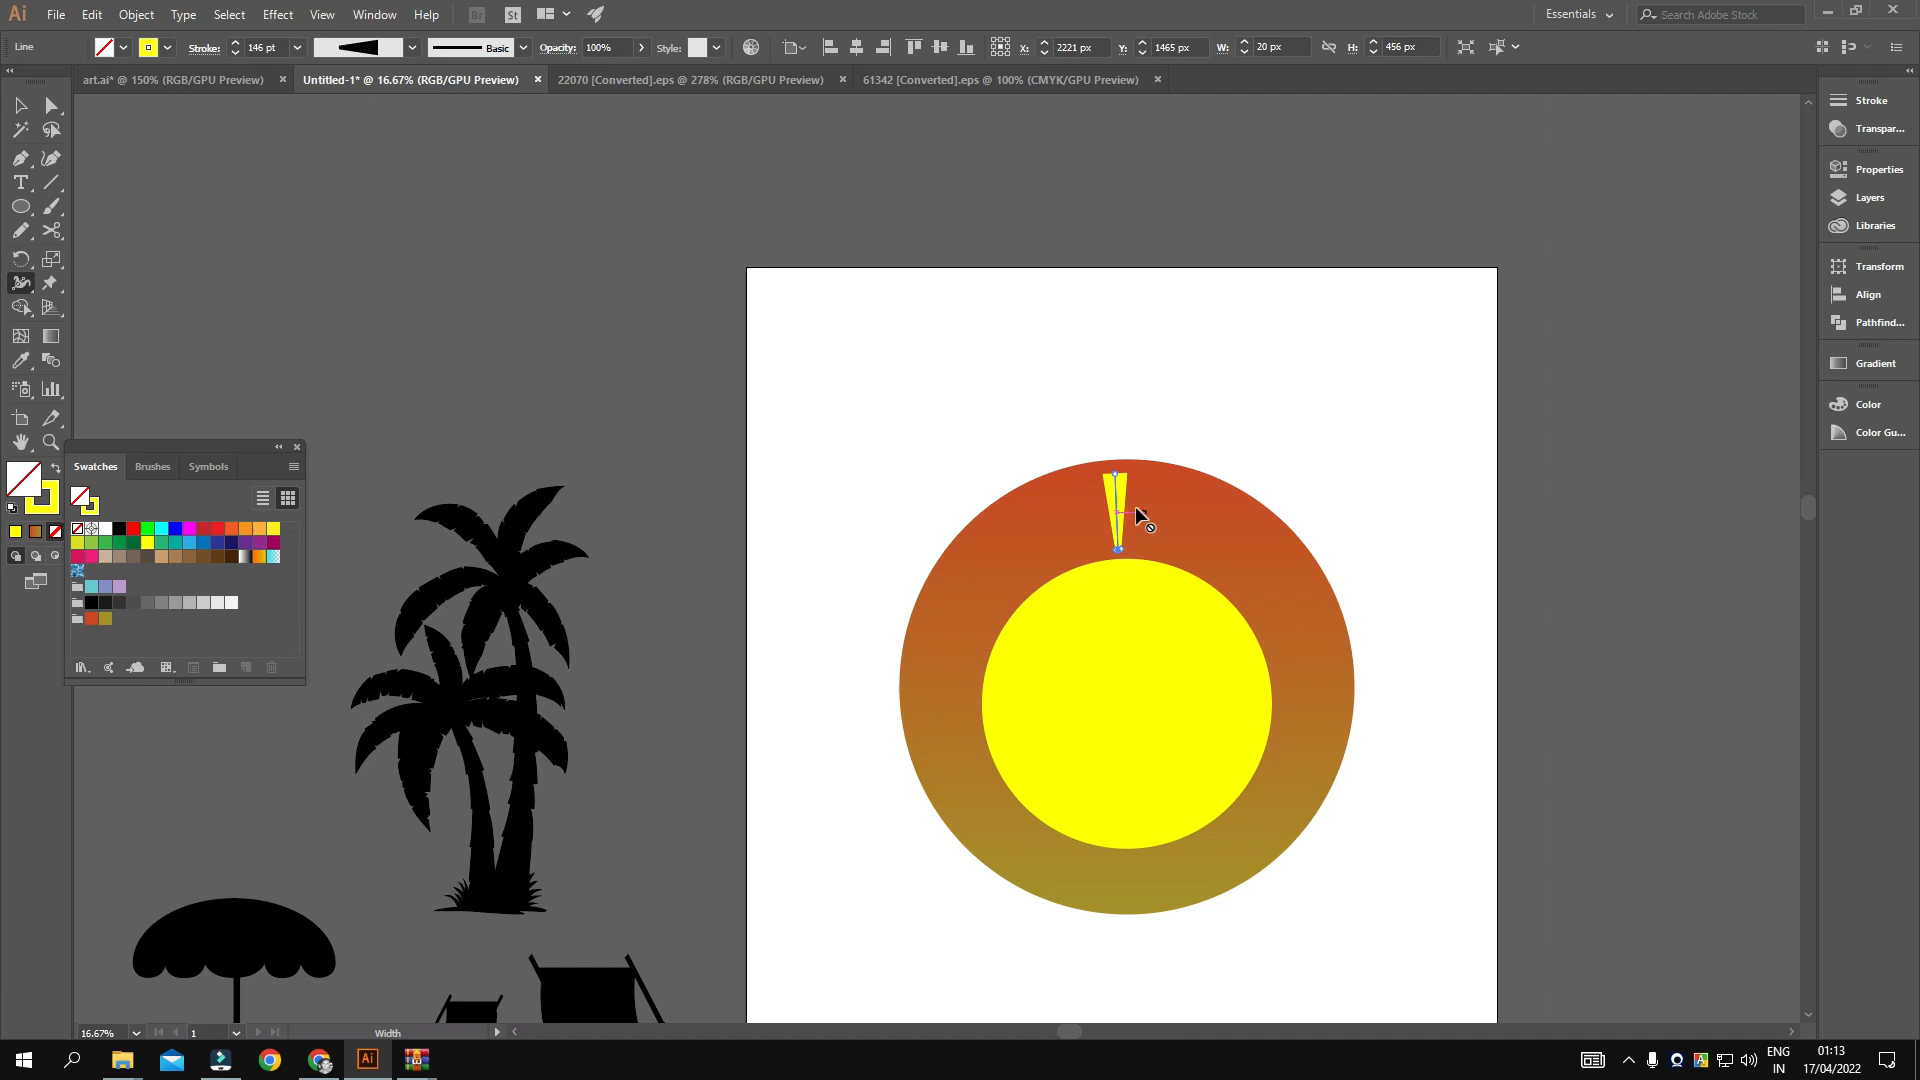 Ai File Edit Object Type Select Effect View Window Help Br St Essentials Search Adobe Stock
Line Stroke: 146 pt Basic Opacity: 100% Style: X: 2221 px Y: 1465 px W: 20 px H: 456 px
art.ai* @ 150% (RGB/GPU Preview) Untitled-1* @ 16.67% (RGB/GPU Preview) 22070 [Converted].eps @ 278% (RGB/GPU Preview) 61342 [Converted].eps @ 100% (CMYK/GPU Preview)
Stroke
Transpar...
Properties
Layers
Libraries
Transform
Align
Pathfind...
Gradient
Color
Color Gu...
Swatches Brushes Symbols
16.67% 1 Width
Ai
ENG
IN
01:13
17/04/2022